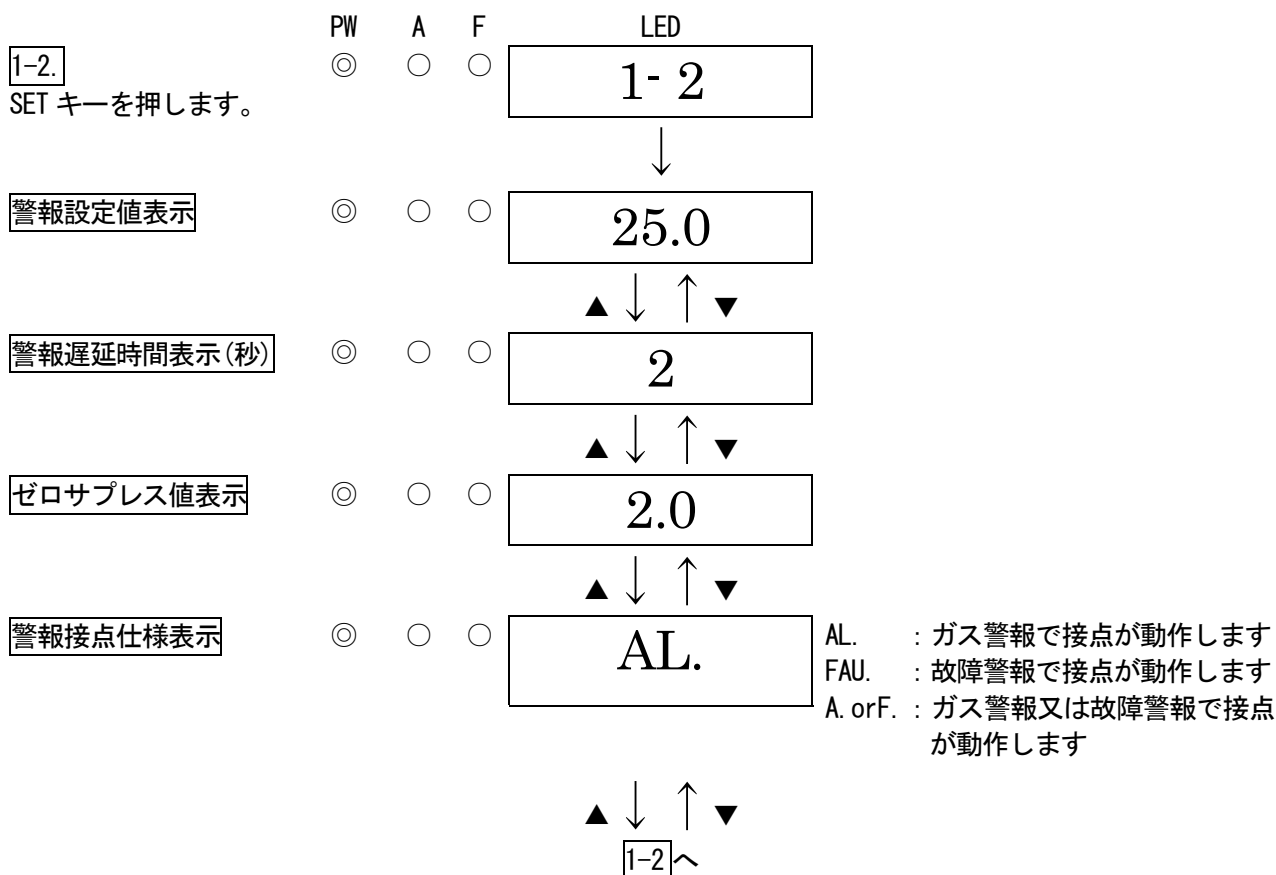 PW A F LED
1-2. ◎ ○ ○ 1- 2
SET キーを押します。
↓
警報設定値表示 ◎ ○ ○ 25.0
▲ ↓ ↑ ▼
警報遅延時間表示(秒) ◎ ○ ○ 2
▲ ↓ ↑ ▼
ゼロサプレス値表示 ◎ ○ ○ 2.0
▲ ↓ ↑ ▼
警報接点仕様表示 ◎ ○ ○ AL. AL. : ガス警報で接点が動作します
FAU. : 故障警報で接点が動作します
A.orF. : ガス警報又は故障警報で接点
が動作します
▲ ↓ ↑ ▼
1-2 へ